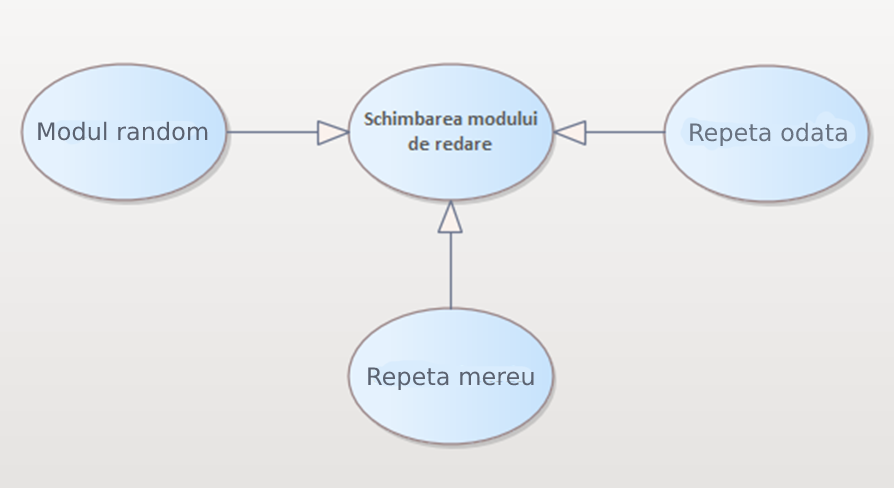 Modul random
Schimbarea modului
de redare
Repeta odata
Repeta mereu